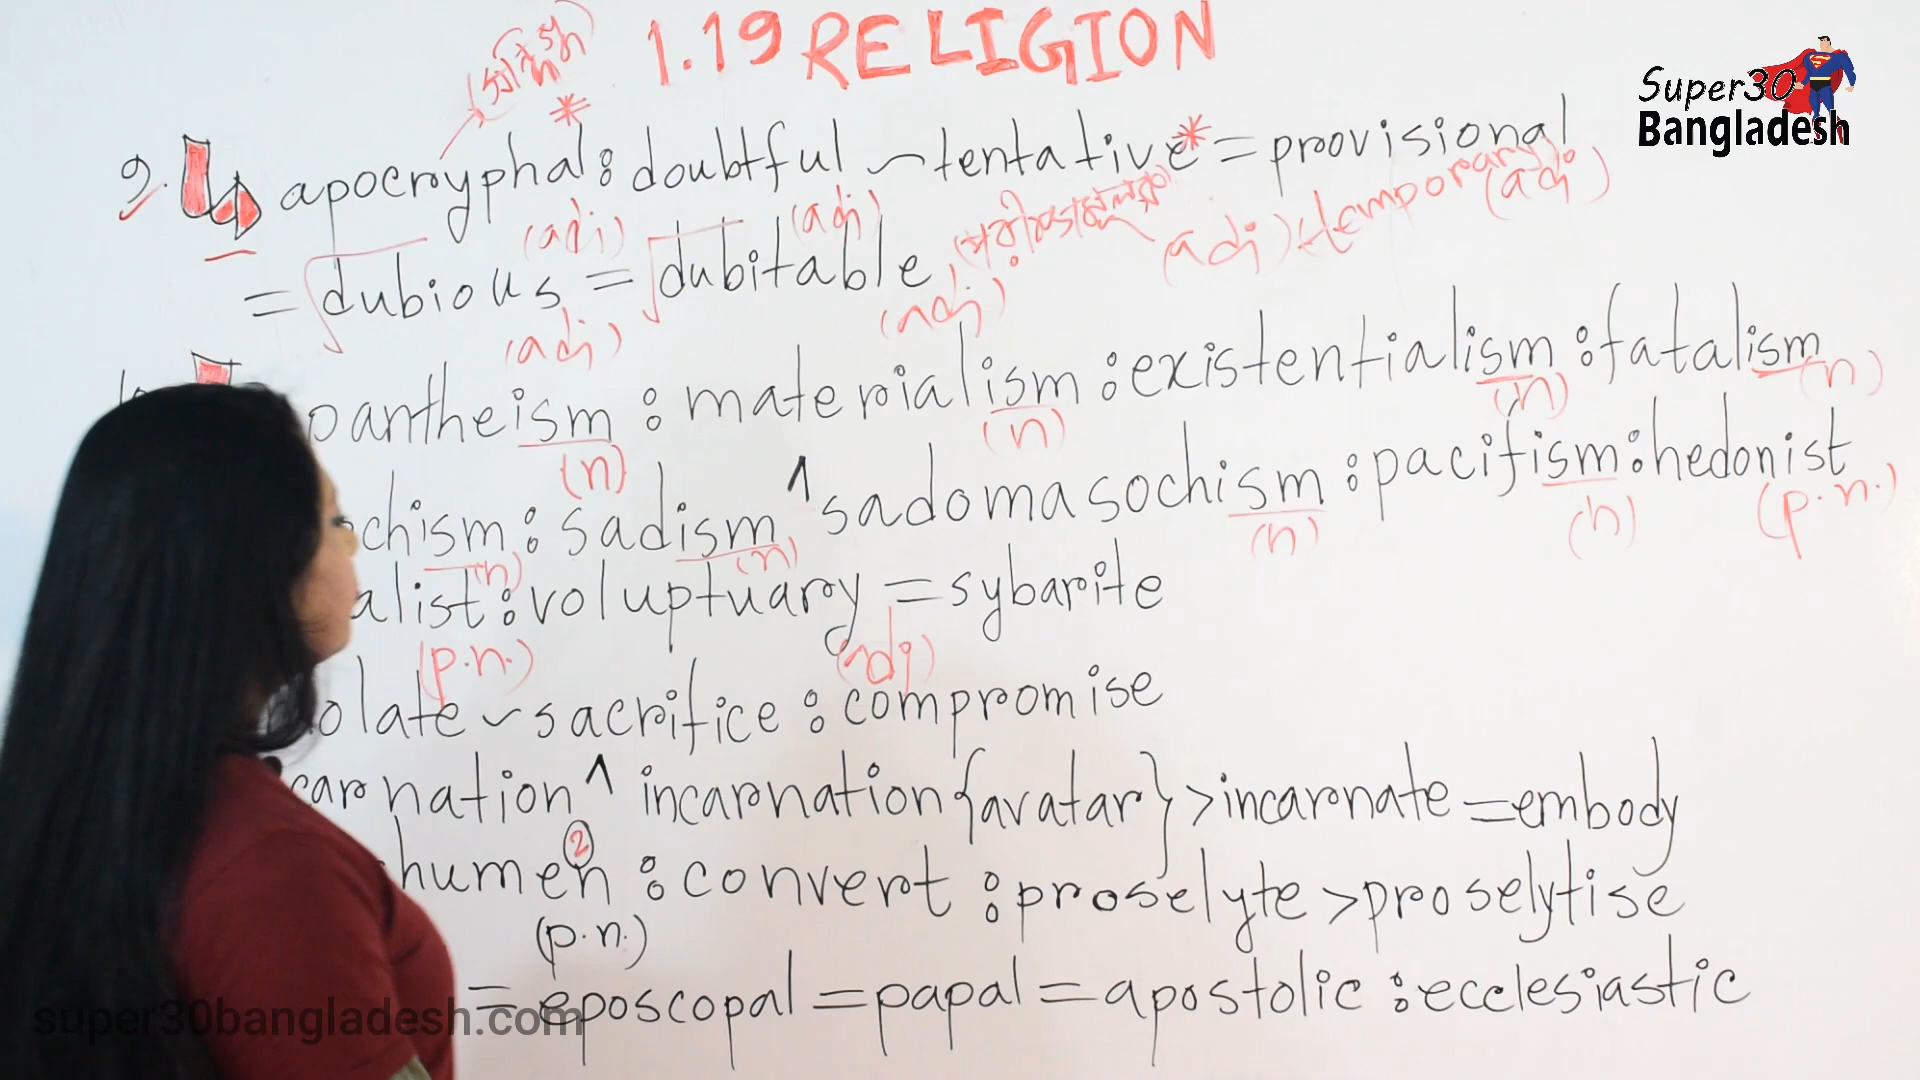 1.19 RELIGION
Super30
Bangladesh
9. apocryphal : doubtful ~ tentative* = provisional
(adj) (adj) (adj) : temporary (adj)
= dubious = dubitable
(adj) (adj)
pantheism : materialism : existentialism : fatalism
(n) (n) (n) (n)
chism : sadism ^ sadomasochism : pacifism : hedonist
(n) (n) (n) (n) (p.n.)
alist : voluptuary = sybarite
(p.n.) (adj)
olate ~ sacrifice : compromise
carnation ^ incarnation {avatar} > incarnate = embody
humen 2 : convert : proselyte > proselytise
(p.n.)
= eposcopal = papal = apostolic : ecclesiastic
super30bangladesh.com